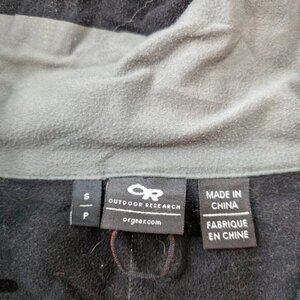 S
P
OR
OUTDOOR RESEARCH
orgear.com
MADE IN
CHINA
FABRIQUE
EN CHINE